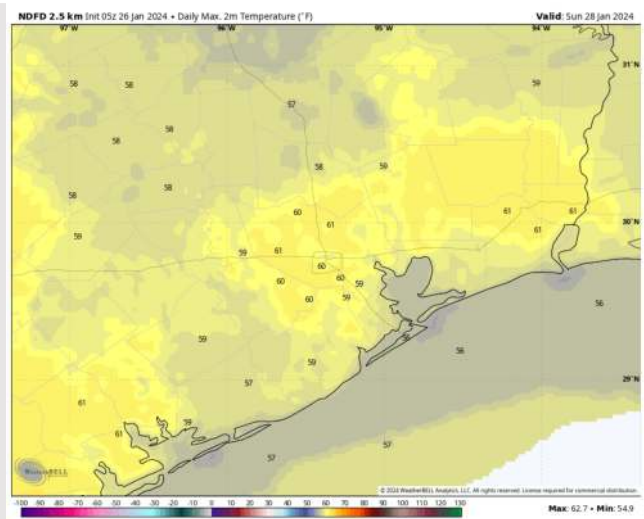 NDFD 2.5 km Init 05z 26 Jan 2024 • Daily Max. 2m Temperature (°F)
Valid: Sun 28 Jan 2024
97°W 96°W 95°W 94°W
31°N
58 58 59
57
58
58
58 59
58
58
60 61 61
61 30°N
61
59
59 61
60
60 60 59
60 59
56
59 56
56
59
57 29°N
61
59
61
57
57
WeatherBELL
© 2024 WeatherBELL Analytics, LLC. All rights reserved. License required for commercial distribution.
-100 -90 -80 -70 -60 -50 -40 -30 -20 -10 0 10 20 30 40 50 60 70 80 90 100 110 120 130
Max: 62.7 • Min: 54.9